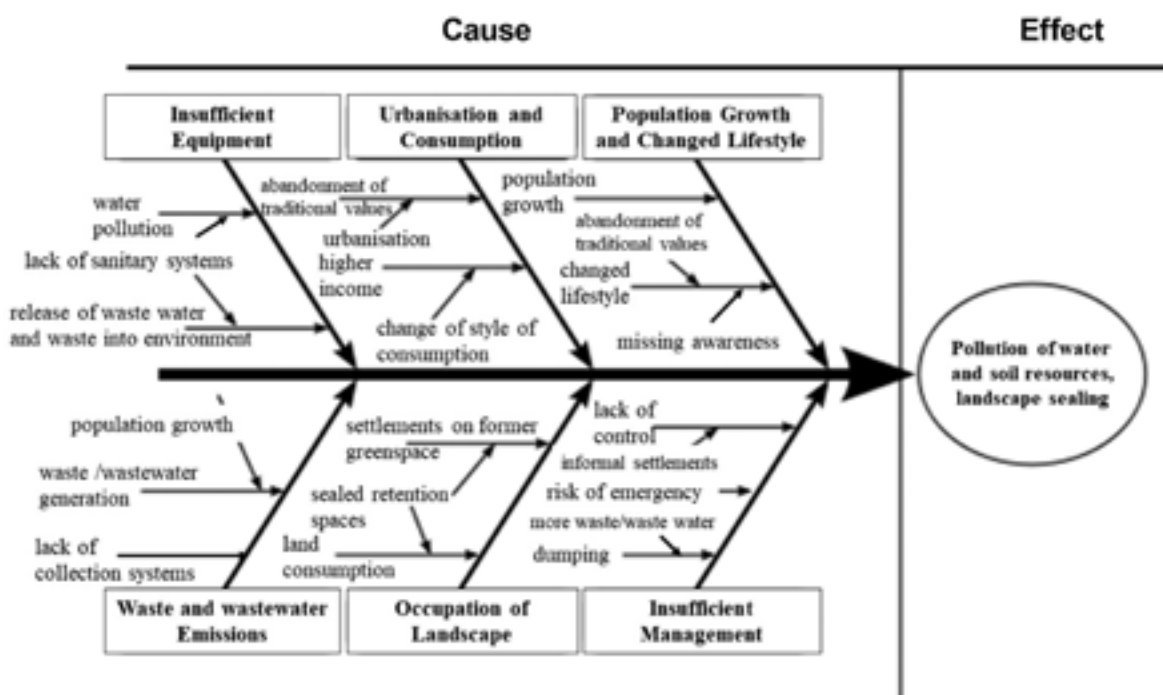 Cause
Effect
Insufficient
Equipment
Urbanisation and
Consumption
Population Growth
and Changed Lifestyle
water
pollution
lack of sanitary systems
release of waste water
and waste into environment
abandonment of
traditional values
urbanisation
higher
income
change of style of
consumption
population
growth
abandonment of
traditional values
changed
lifestyle
missing awareness
Pollution of water
and soil resources,
landscape sealing
population growth
waste /wastewater
generation
lack of
collection systems
settlements on former
greenspace
sealed retention
spaces
land
consumption
lack of
control
informal settlements
risk of emergency
more waste/waste water
dumping
Waste and wastewater
Emissions
Occupation of
Landscape
Insufficient
Management